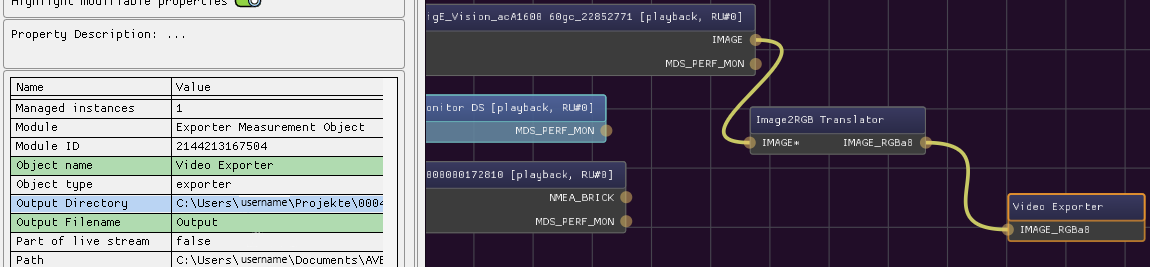 Highlight modifiable properties
Property Description: ...
Name Value
Managed instances 1
Module Exporter Measurement Object
Module ID 2144213167504
Object name Video Exporter
Object type exporter
Output Directory C:\Users\username\Projekte\0004
Output Filename Output
Part of live stream false
Path C:\Users\username\Documents\AVE
igE_Vision_acA1600 60gc_22852771 [playback, RU#0]
IMAGE
MDS_PERF_MON
onitor DS [playback, RU#0]
MDS_PERF_MON
000000172810 [playback, RU#0]
NMEA_BRICK
MDS_PERF_MON
Image2RGB Translator
IMAGE* IMAGE_RGBa8
Video Exporter
IMAGE_RGBa8